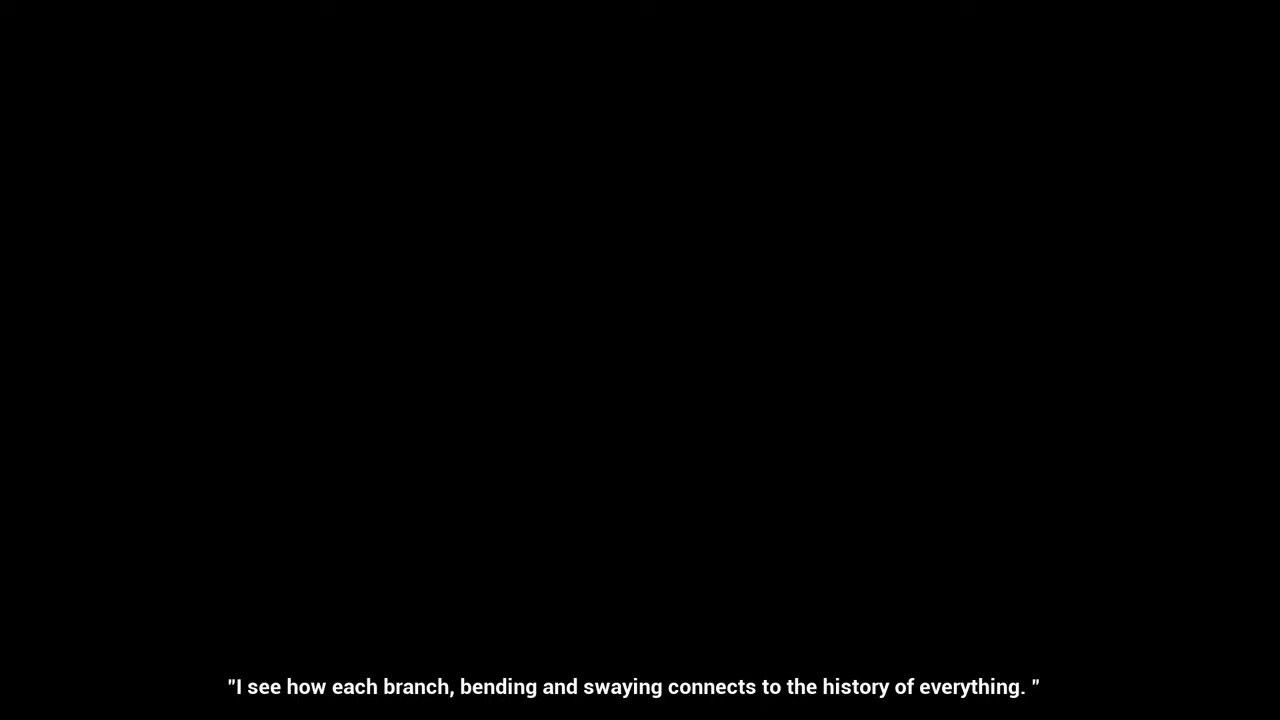 "I see how each branch, bending and swaying connects to the history of everything. "